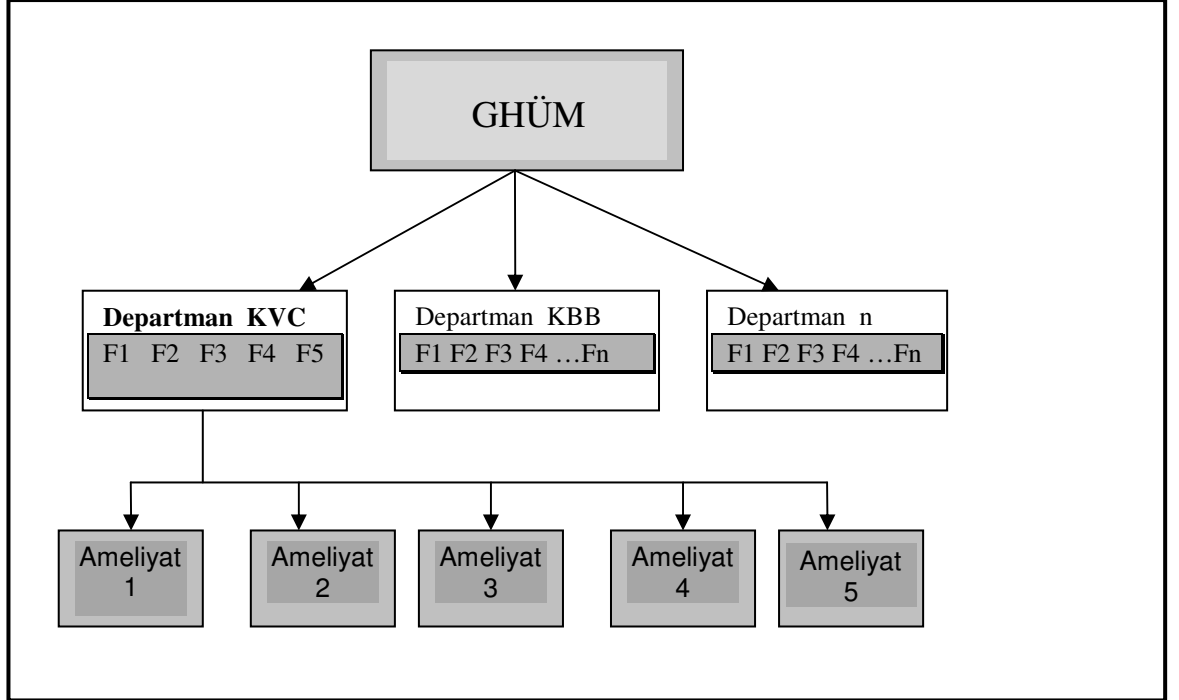 GHÜM
Departman KVC
F1 F2 F3 F4 F5
Departman KBB
F1 F2 F3 F4 …Fn
Departman n
F1 F2 F3 F4 …Fn
Ameliyat
1
Ameliyat
2
Ameliyat
3
Ameliyat
4
Ameliyat
5